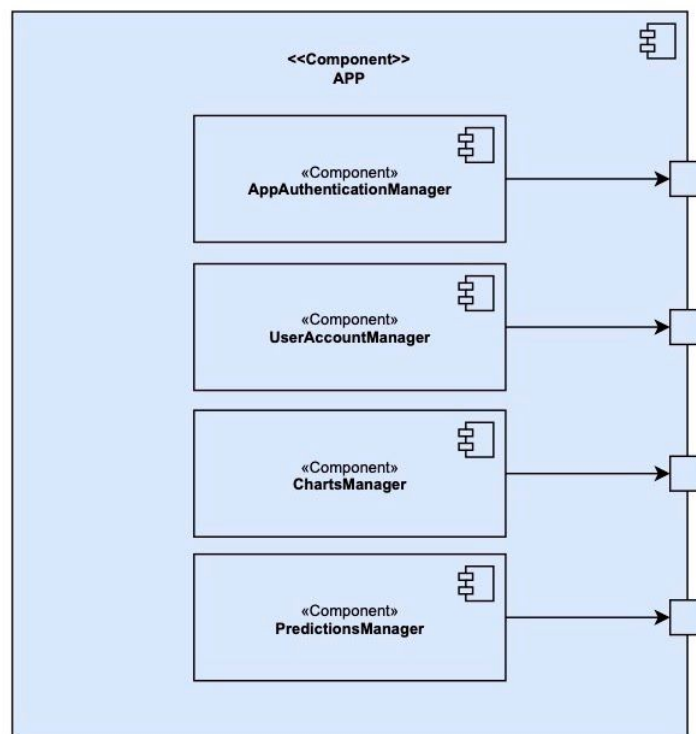 <<Component>>
APP
«Component»
AppAuthenticationManager
«Component»
UserAccountManager
«Component»
ChartsManager
«Component»
PredictionsManager